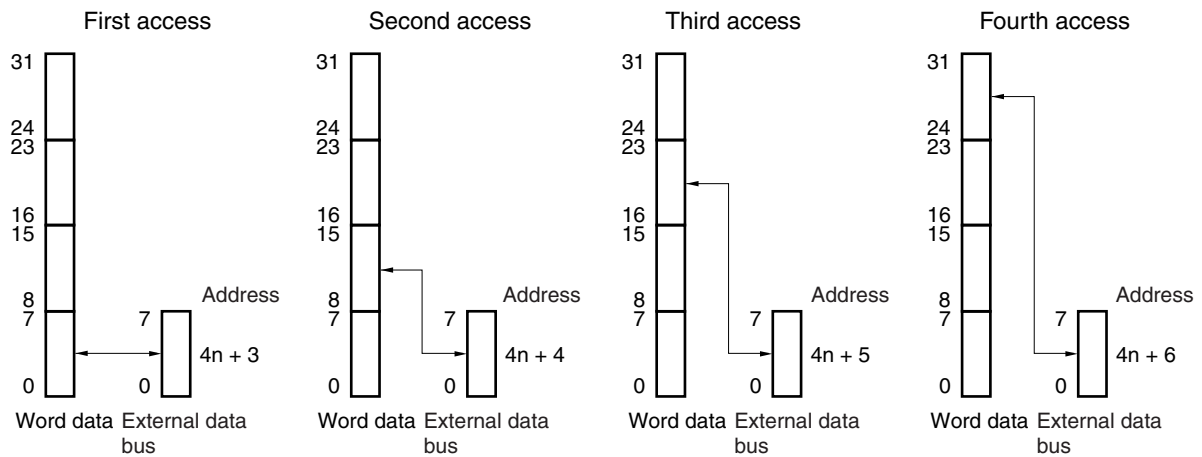 First access
31
24
23
16
15
8
7
0
Address
7
4n + 3
0
Word data External data
bus
Second access
31
24
23
16
15
8
7
0
Address
7
4n + 4
0
Word data External data
bus
Third access
31
24
23
16
15
8
7
0
Address
7
4n + 5
0
Word data External data
bus
Fourth access
31
24
23
16
15
8
7
0
Address
7
4n + 6
0
Word data External data
bus